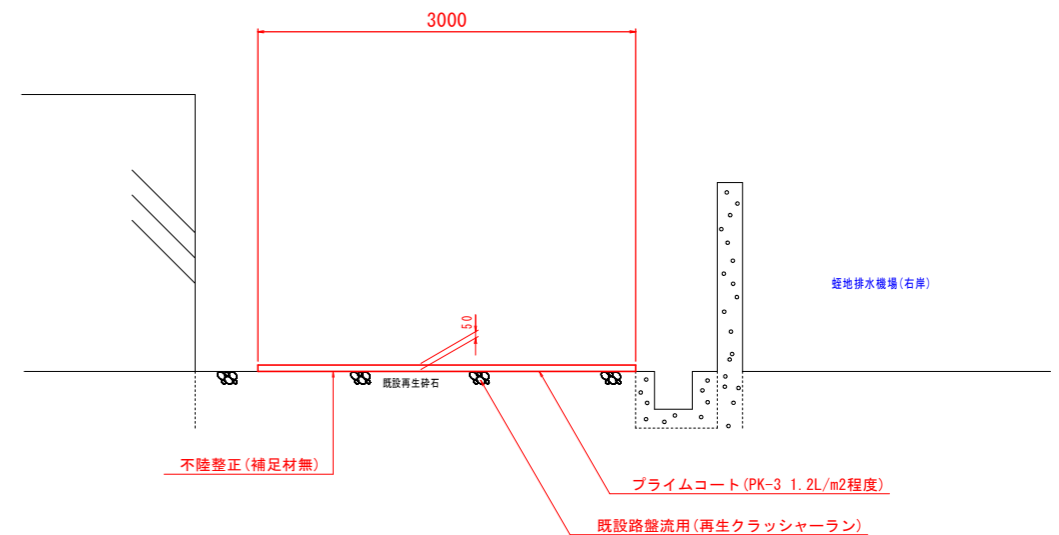 3000
蛭地排水機場(右岸)
50
既設再生砕石
不陸整正(補足材無)
プライムコート(PK-3 1.2L/m2程度)
既設路盤流用(再生クラッシャーラン)